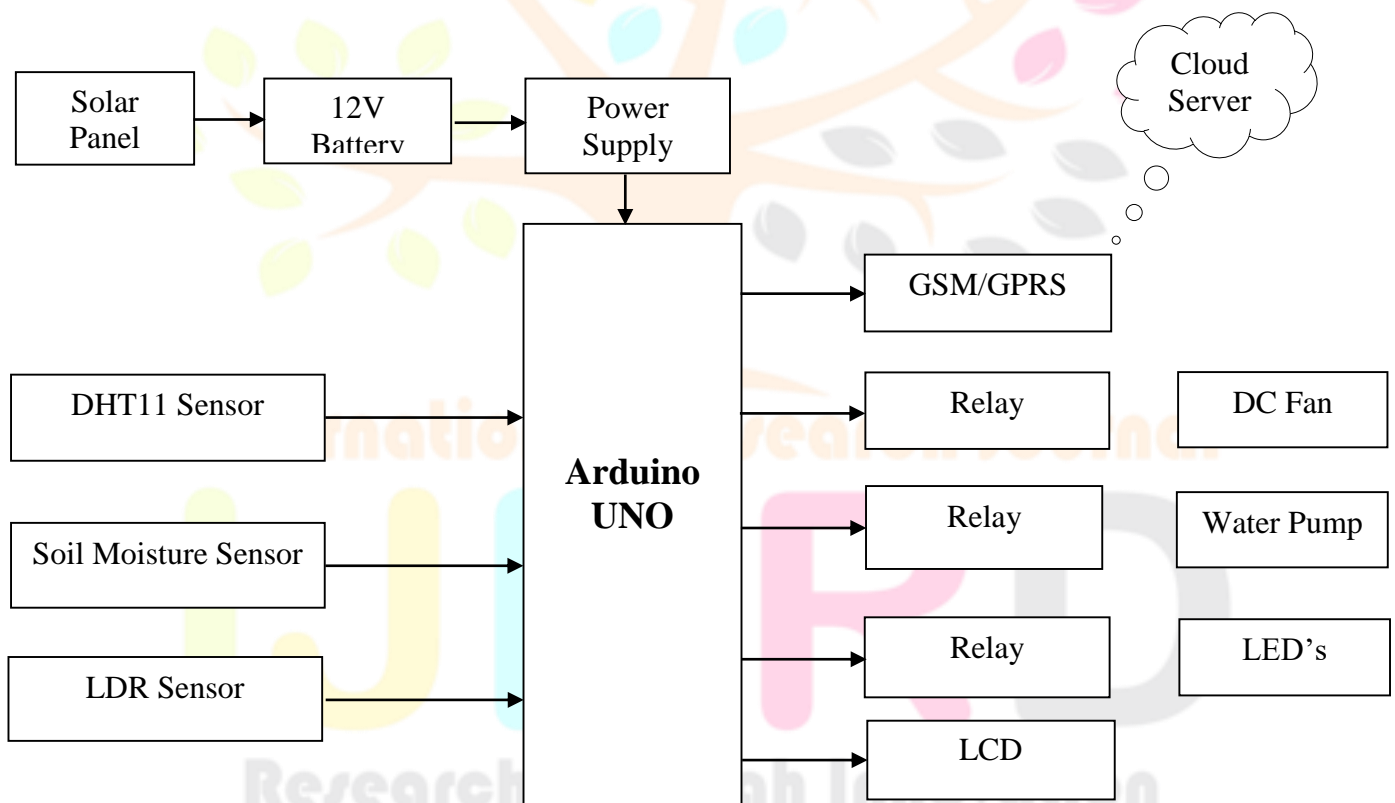 Cloud
Server
Solar
Panel
12V
Battery
Power
Supply
GSM/GPRS
DHT11 Sensor
Relay
DC Fan
Arduino
UNO
Soil Moisture Sensor
Relay
Water Pump
LDR Sensor
Relay
LED’s
LCD
Research